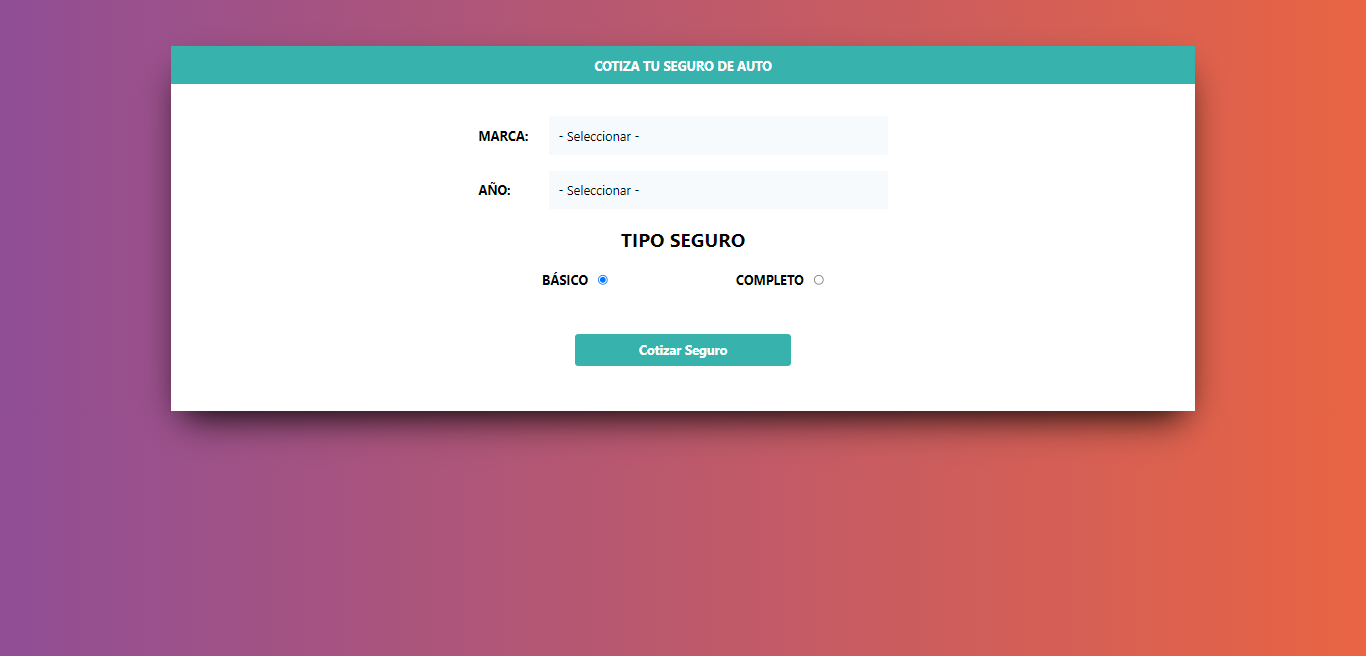 COTIZA TU SEGURO DE AUTO
MARCA: - Seleccionar -
AÑO: - Seleccionar -
TIPO SEGURO
BÁSICO COMPLETO
Cotizar Seguro